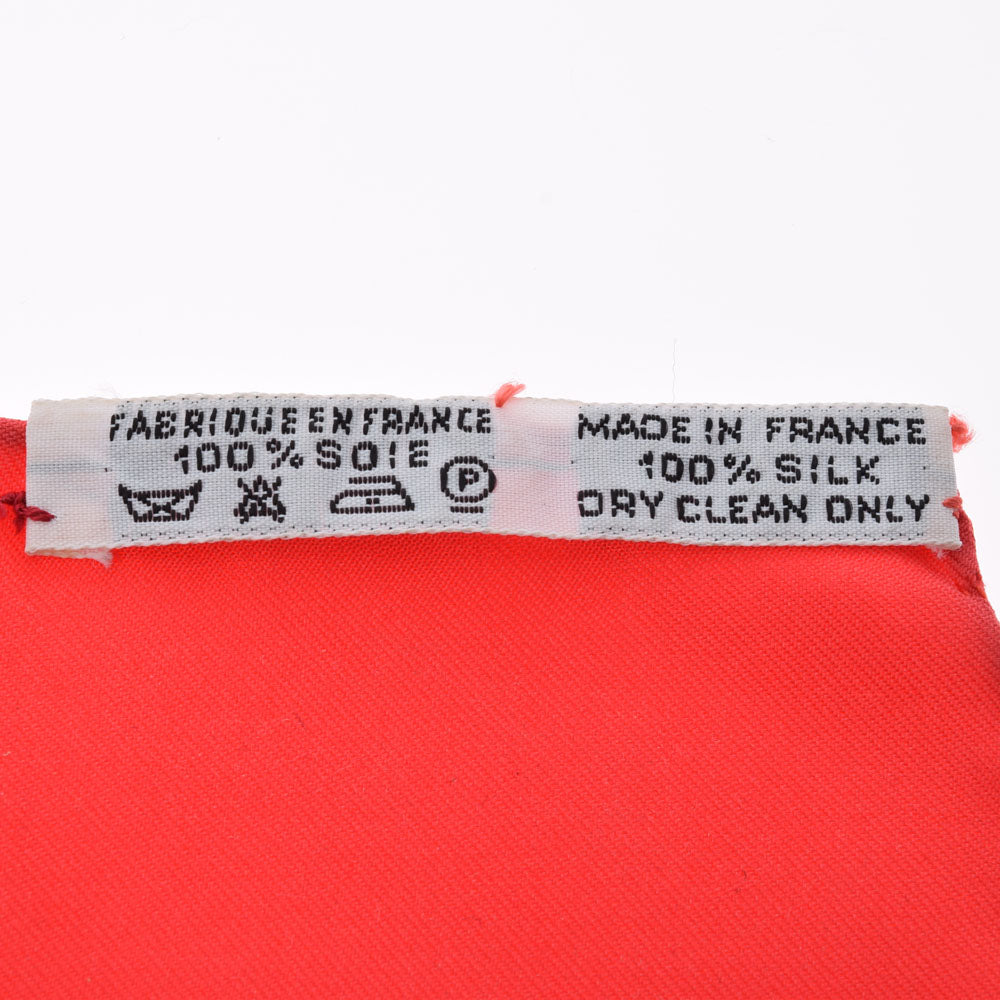 FABRIQUE EN FRANCE
100% SOIE
P
MADE IN FRANCE
100% SILK
DRY CLEAN ONLY